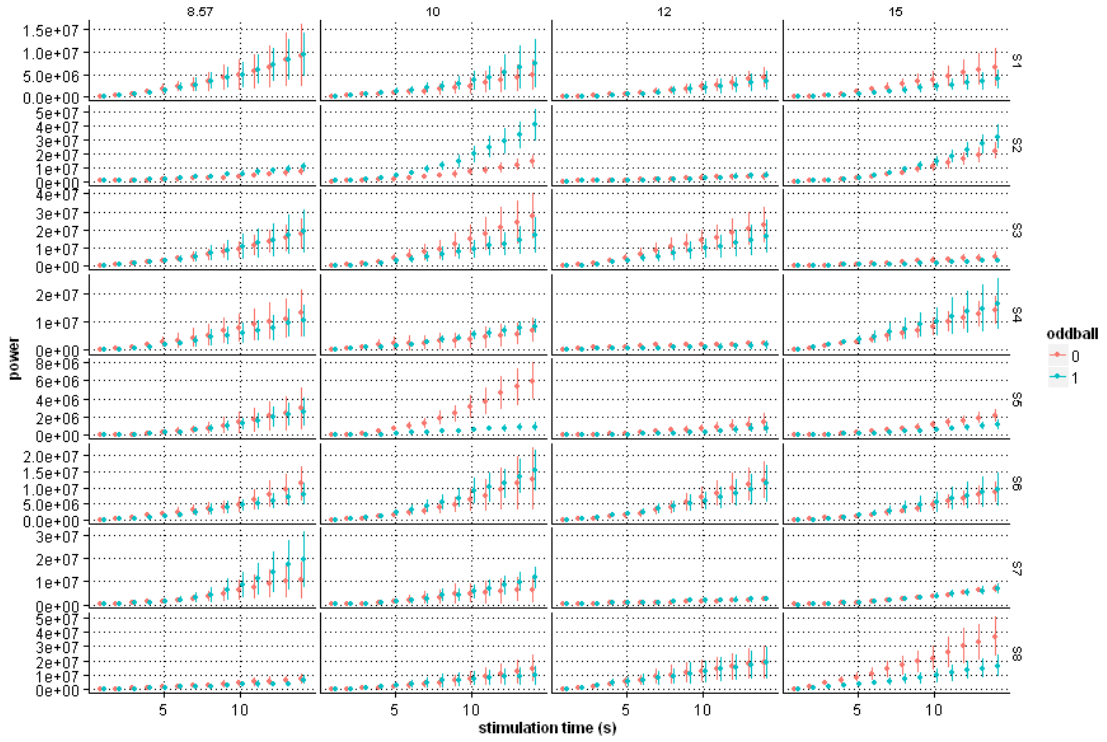 8.57 10 12 15
1.5e+07
1.0e+07
5.0e+06
0.0e+00
S1
5e+07
4e+07
3e+07
2e+07
1e+07
0e+00
S2
4e+07
3e+07
2e+07
1e+07
0e+00
S3
2e+07
1e+07
0e+00
S4
8e+06
6e+06
4e+06
2e+06
0e+00
S5
2.0e+07
1.5e+07
1.0e+07
5.0e+06
0.0e+00
S6
3e+07
2e+07
1e+07
0e+00
S7
5e+07
4e+07
3e+07
2e+07
1e+07
0e+00
S8
power
oddball
0
1
5 10 5 10 5 10 5 10
stimulation time (s)